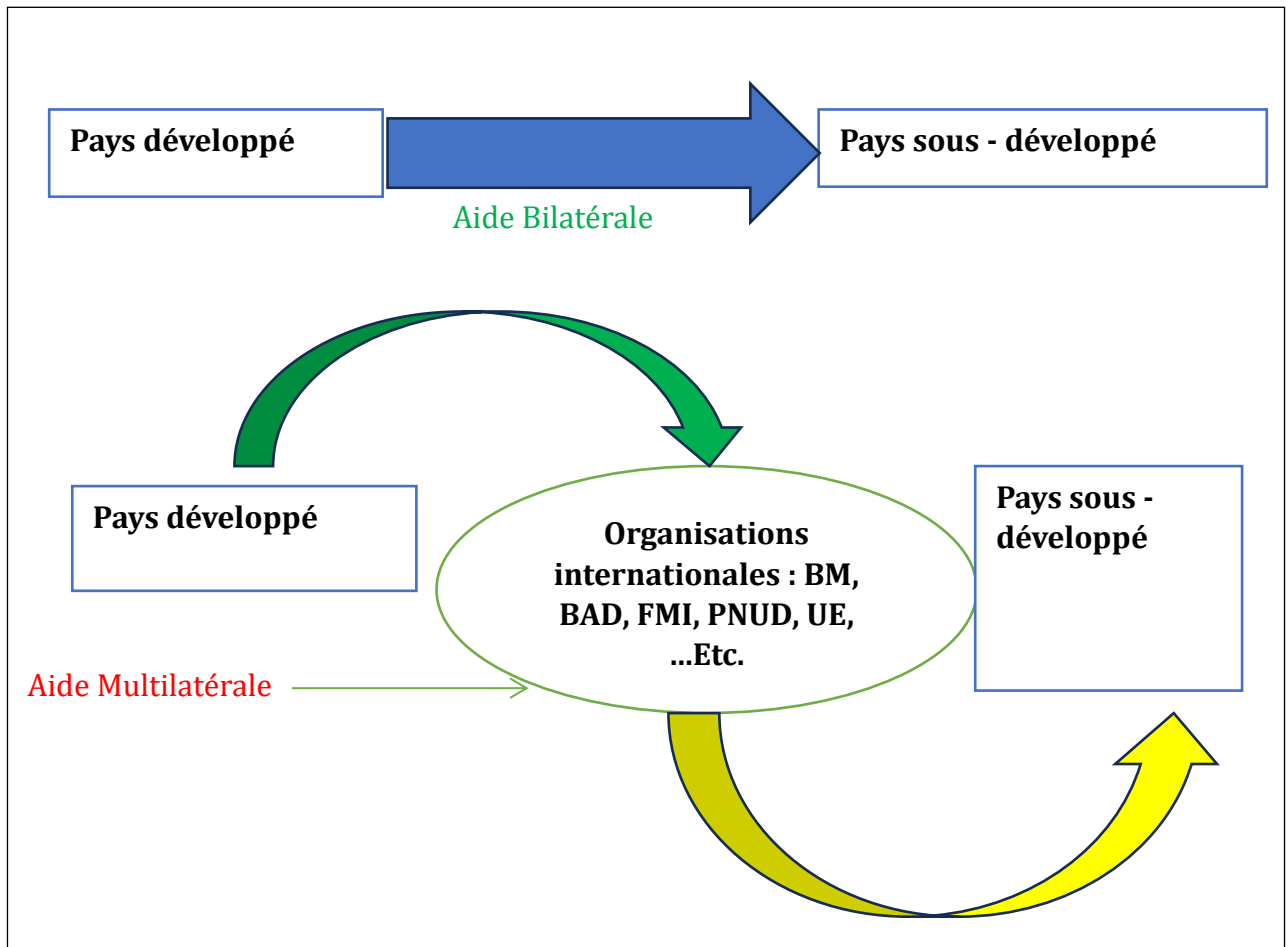 Pays développé
Pays sous - développé
Aide Bilatérale
Pays développé
Organisations
internationales : BM,
BAD, FMI, PNUD, UE,
...Etc.
Pays sous -
développé
Aide Multilatérale